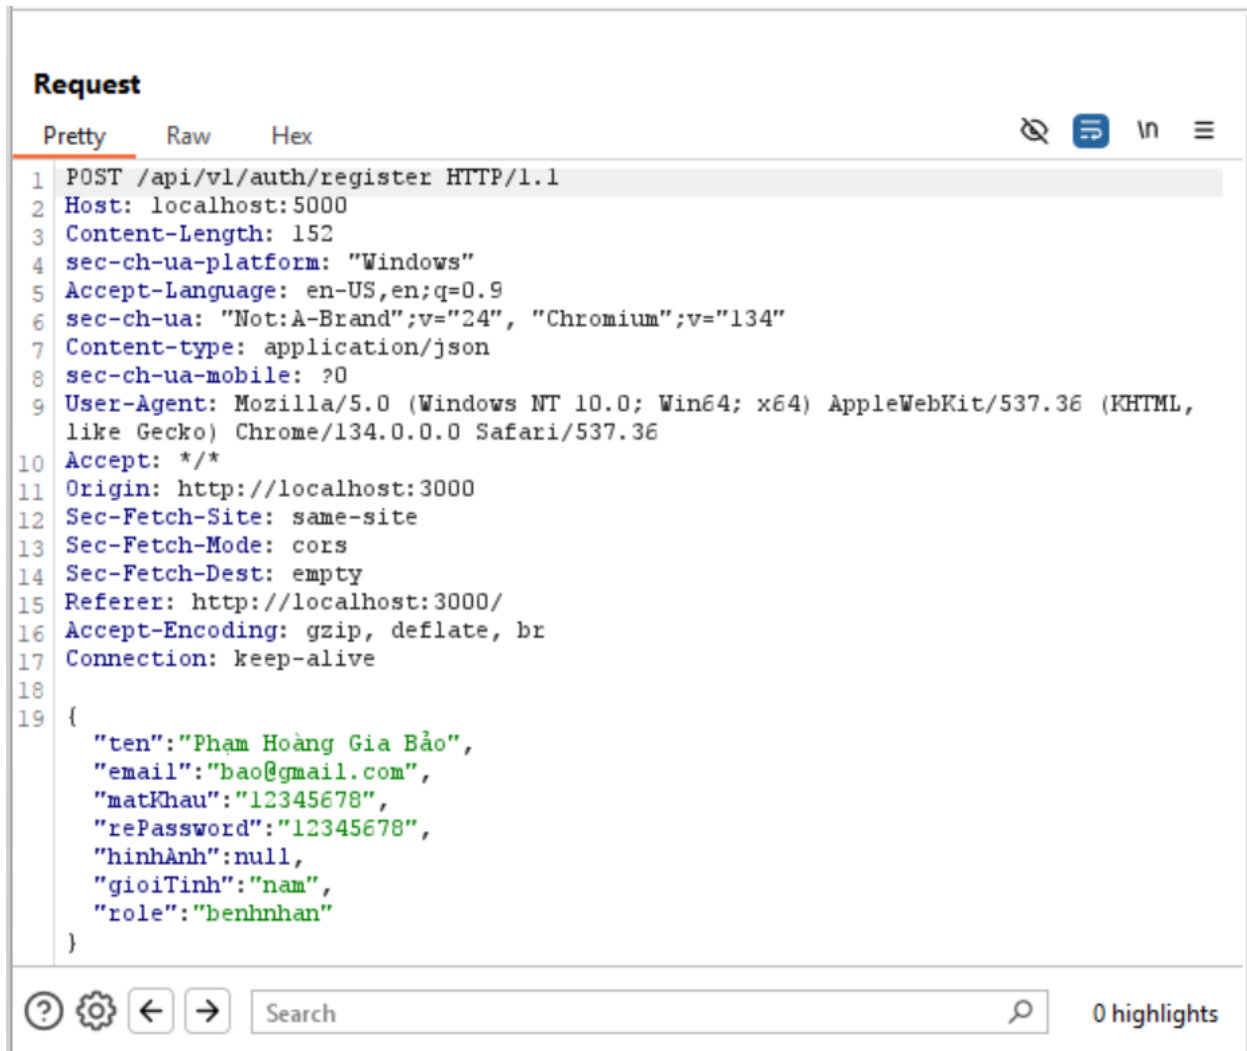 Request
Pretty Raw Hex \n
1 POST /api/v1/auth/register HTTP/1.1
2 Host: localhost:5000
3 Content-Length: 152
4 sec-ch-ua-platform: "Windows"
5 Accept-Language: en-US,en;q=0.9
6 sec-ch-ua: "Not:A-Brand";v="24", "Chromium";v="134"
7 Content-type: application/json
8 sec-ch-ua-mobile: ?0
9 User-Agent: Mozilla/5.0 (Windows NT 10.0; Win64; x64) AppleWebKit/537.36 (KHTML,
like Gecko) Chrome/134.0.0.0 Safari/537.36
10 Accept: */*
11 Origin: http://localhost:3000
12 Sec-Fetch-Site: same-site
13 Sec-Fetch-Mode: cors
14 Sec-Fetch-Dest: empty
15 Referer: http://localhost:3000/
16 Accept-Encoding: gzip, deflate, br
17 Connection: keep-alive
18
19 {
"ten":"Phạm Hoàng Gia Bảo",
"email":"bao@gmail.com",
"matKhau":"12345678",
"rePassword":"12345678",
"hinhAnh":null,
"gioiTinh":"nam",
"role":"benhnhan"
}
Search 0 highlights